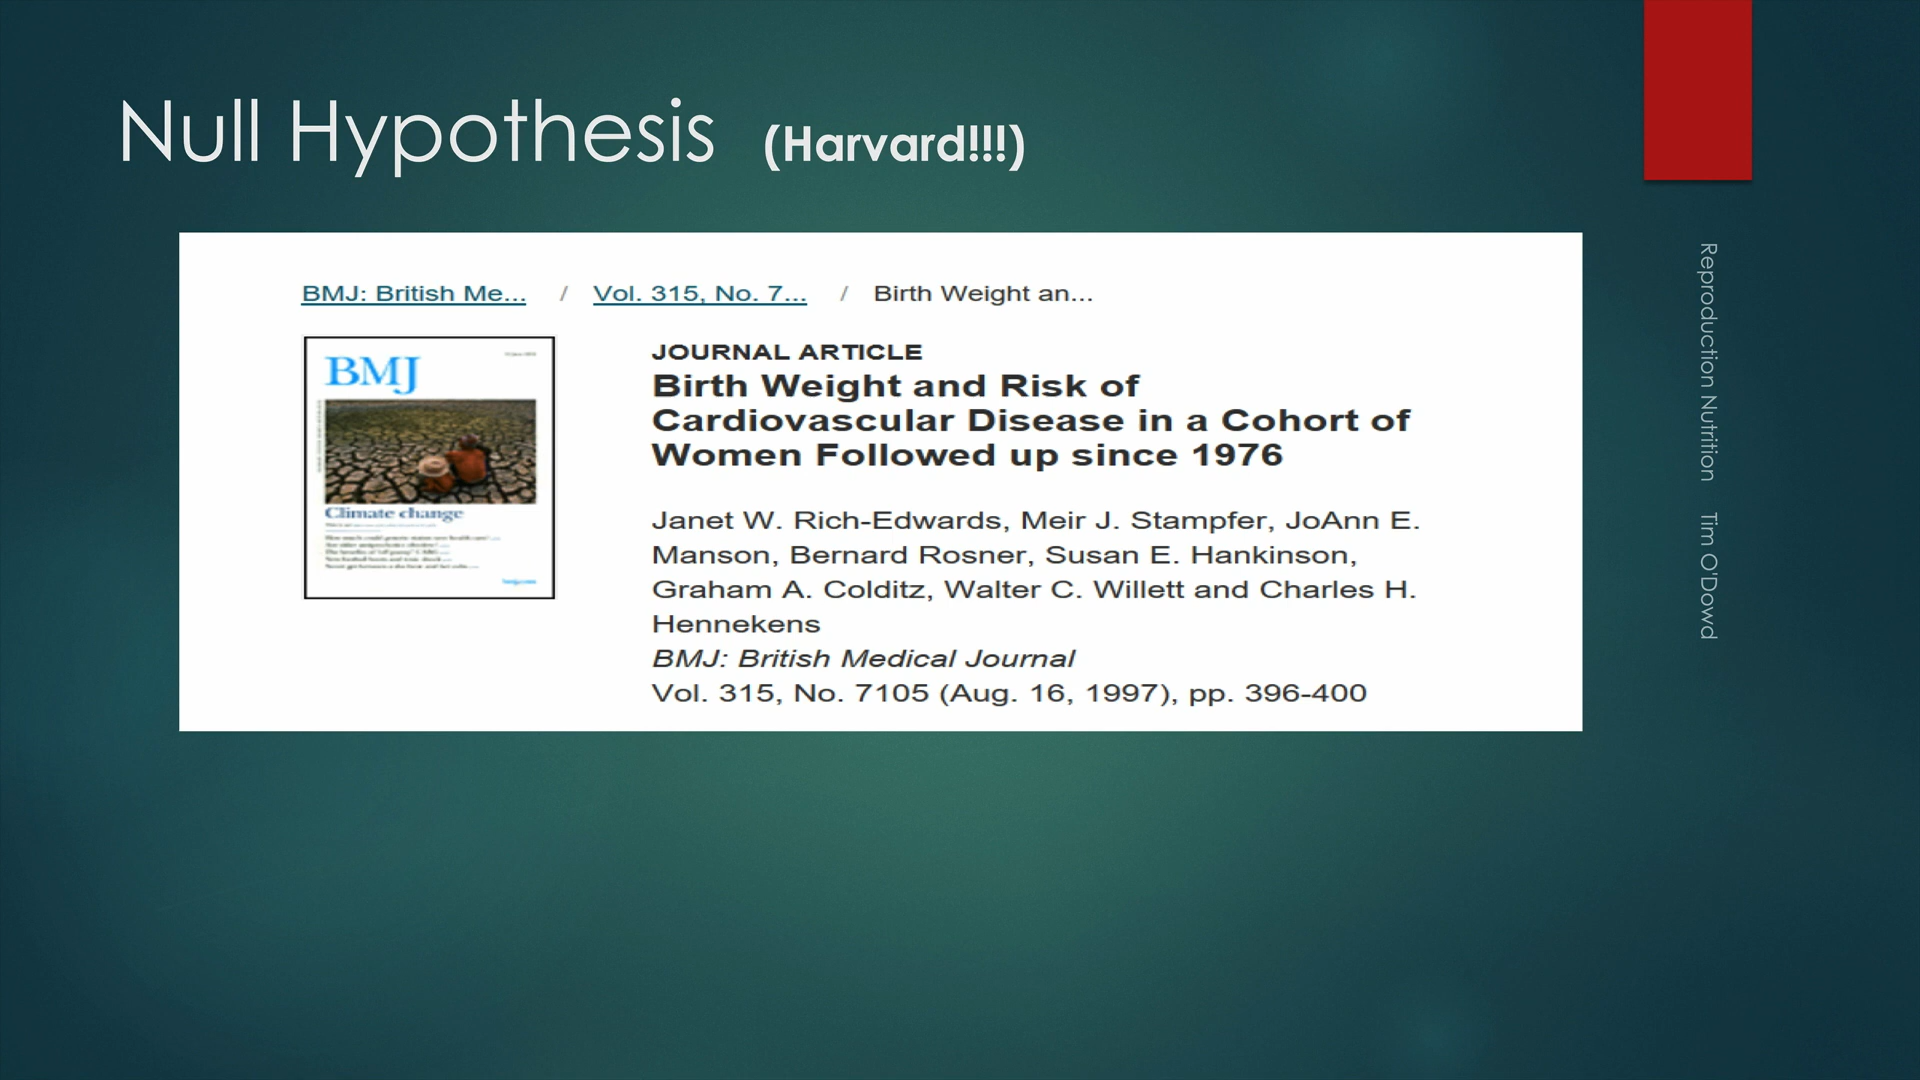 Null Hypothesis (Harvard!!!)
BMJ: British Me... / Vol. 315, No. 7... / Birth Weight an...
BMJ
Climate change
JOURNAL ARTICLE
Birth Weight and Risk of
Cardiovascular Disease in a Cohort of
Women Followed up since 1976
Janet W. Rich-Edwards, Meir J. Stampfer, JoAnn E.
Manson, Bernard Rosner, Susan E. Hankinson,
Graham A. Colditz, Walter C. Willett and Charles H.
Hennekens
BMJ: British Medical Journal
Vol. 315, No. 7105 (Aug. 16, 1997), pp. 396-400
Reproduction Nutrition Tim O'Dowd